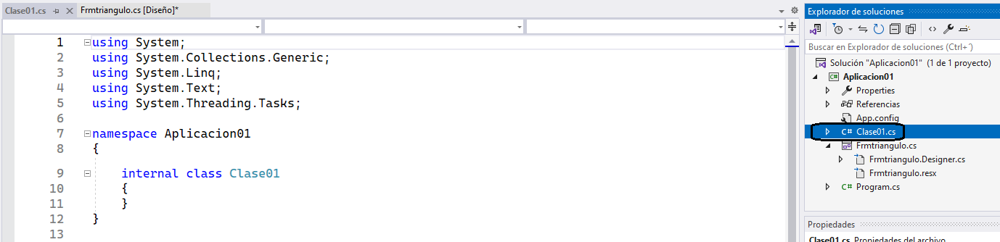 Clase01.cs
Frmtriangulo.cs [Diseño]*
1 using System;
2 using System.Collections.Generic;
3 using System.Linq;
4 using System.Text;
5 using System.Threading.Tasks;
6
7 namespace Aplicacion01
8 {
9 internal class Clase01
10 {
11 }
12 }
13
Explorador de soluciones
Buscar en Explorador de soluciones (Ctrl+´)
Solución "Aplicacion01" (1 de 1 proyecto)
C# Aplicacion01
Properties
Referencias
App.config
C# Clase01.cs
Frmtriangulo.cs
Frmtriangulo.Designer.cs
Frmtriangulo.resx
C# Program.cs
Propiedades
Clase01.cs Propiedades del archivo